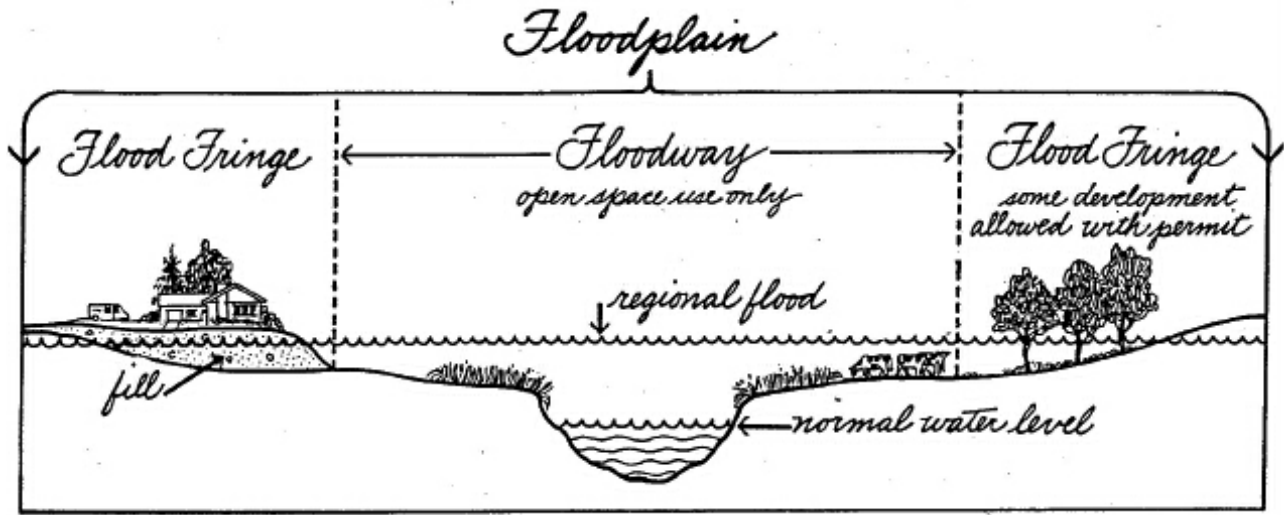 Floodplain
Flood Fringe
Floodway
open space use only
Flood Fringe
some development
allowed with permit
regional flood
fill
normal water level